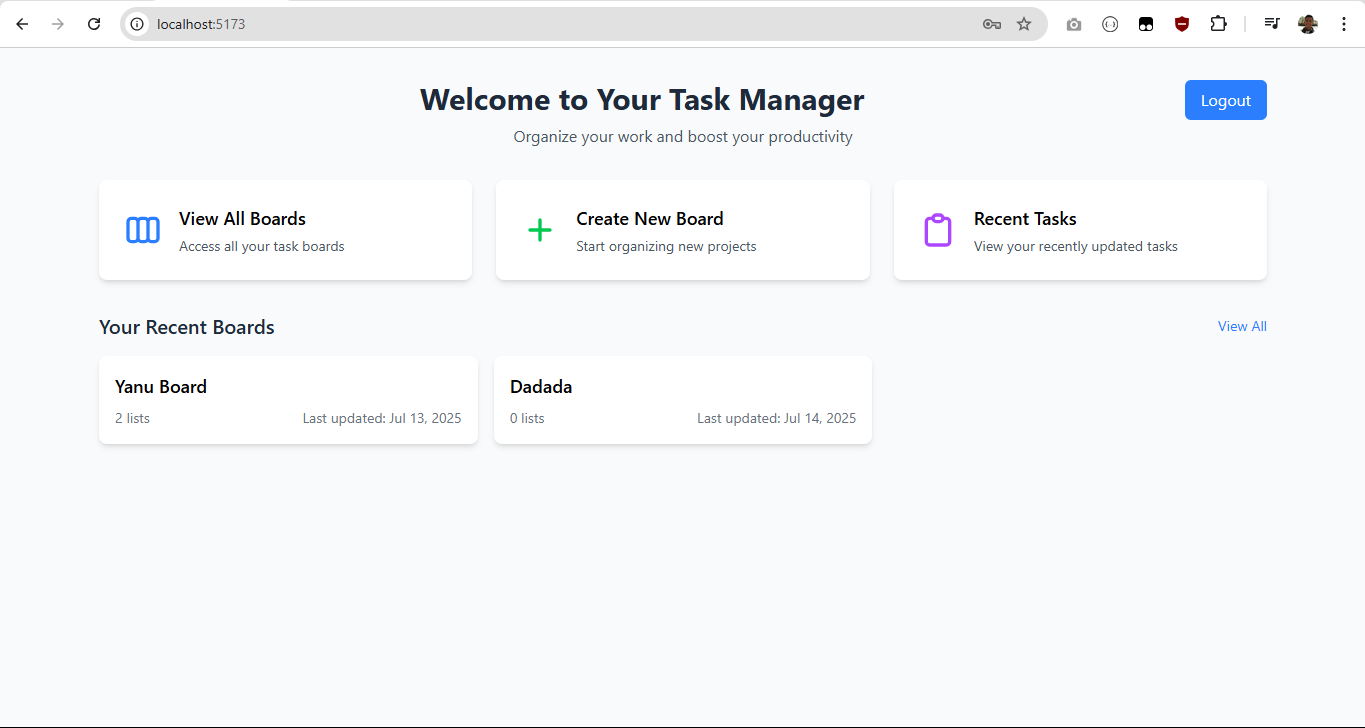 localhost:5173
Welcome to Your Task Manager
Logout
Organize your work and boost your productivity
View All Boards
Access all your task boards
Create New Board
Start organizing new projects
Recent Tasks
View your recently updated tasks
Your Recent Boards
View All
Yanu Board
2 lists
Last updated: Jul 13, 2025
Dadada
0 lists
Last updated: Jul 14, 2025